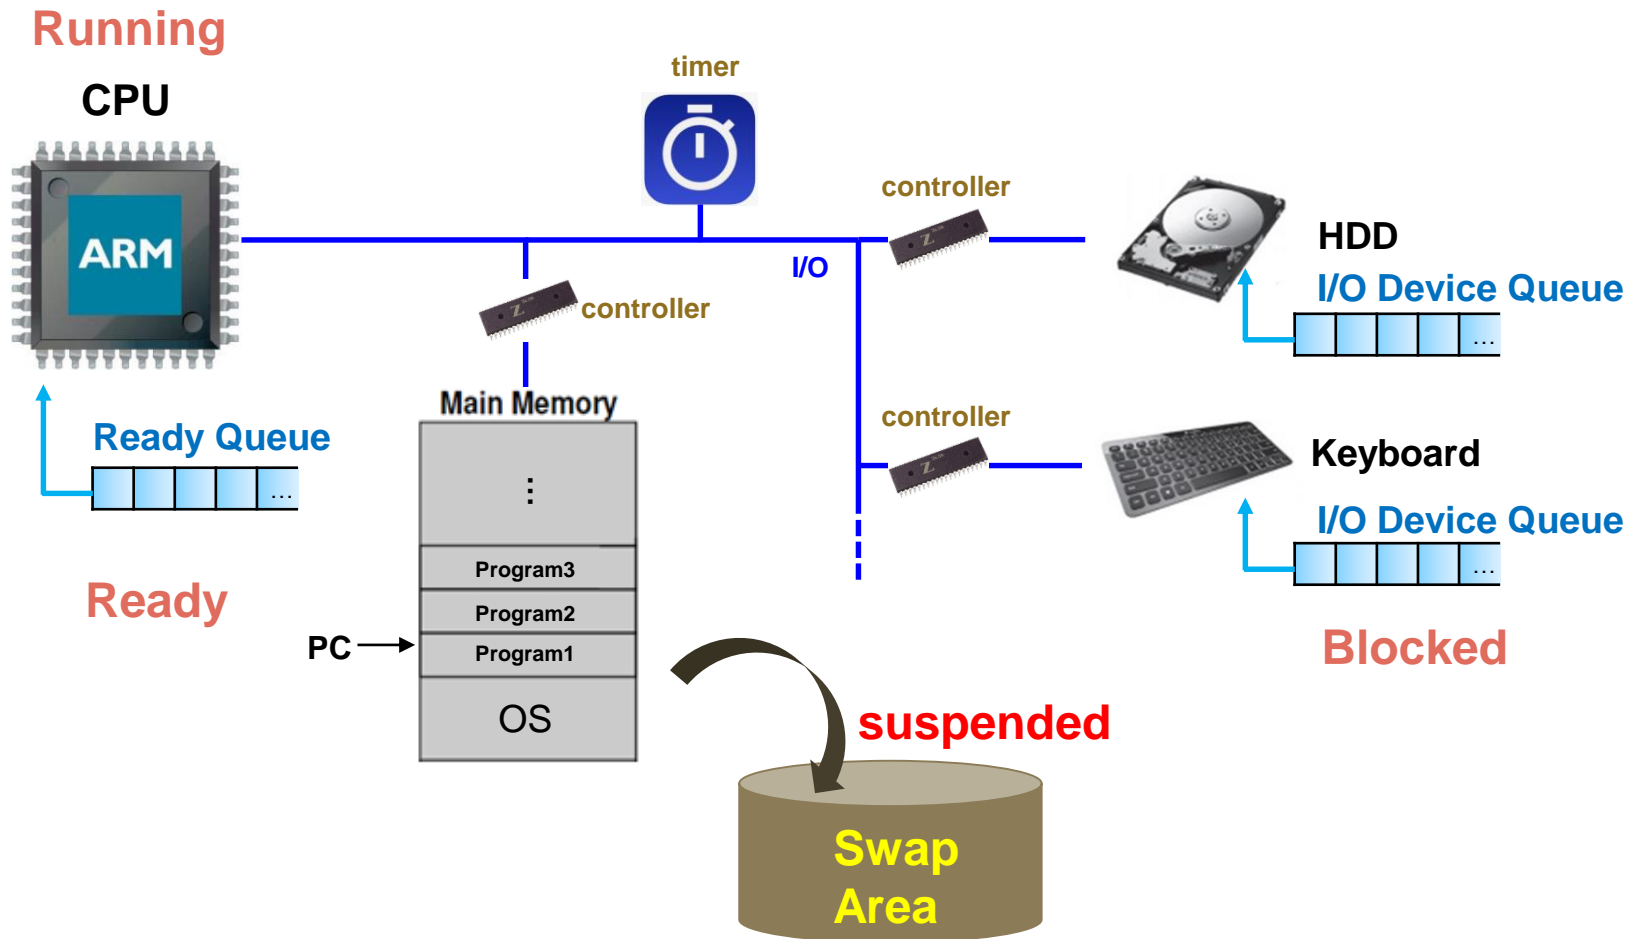 Running
CPU
timer
controller
ARM
I/O
HDD
I/O Device Queue
...
controller
Main Memory
controller
Ready Queue
...
Keyboard
I/O Device Queue
...
⋮
Program3
Ready
Program2
PC
Program1
Blocked
OS
suspended
Swap
Area